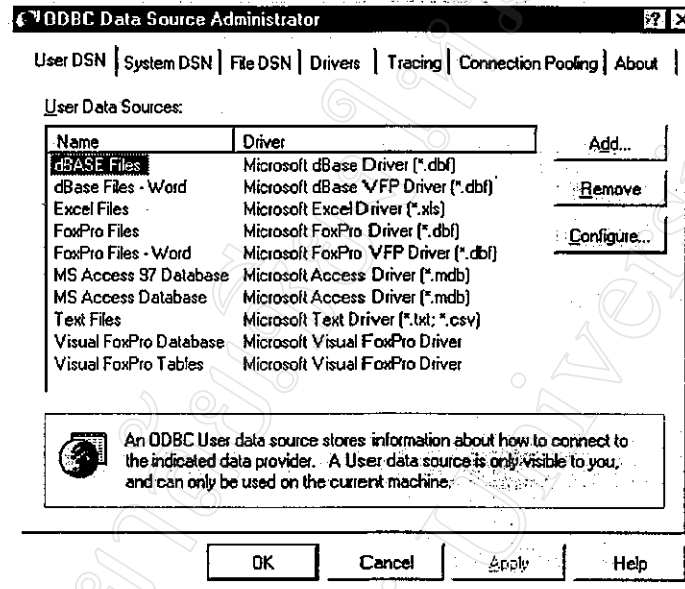 ODBC Data Source Administrator
User DSN System DSN File DSN Drivers Tracing Connection Pooling About
User Data Sources:
Name Driver
dBASE Files Microsoft dBase Driver (*.dbf)
dBase Files - Word Microsoft dBase VFP Driver (*.dbf)
Excel Files Microsoft Excel Driver (*.xls)
FoxPro Files Microsoft FoxPro Driver (*.dbf)
FoxPro Files - Word Microsoft FoxPro VFP Driver (*.dbf)
MS Access 97 Database Microsoft Access Driver (*.mdb)
MS Access Database Microsoft Access Driver (*.mdb)
Text Files Microsoft Text Driver (*.txt; *.csv)
Visual FoxPro Database Microsoft Visual FoxPro Driver
Visual FoxPro Tables Microsoft Visual FoxPro Driver
Add...
Remove
Configure...
An ODBC User data source stores information about how to connect to
the indicated data provider. A User data source is only visible to you,
and can only be used on the current machine.
OK Cancel Apply Help